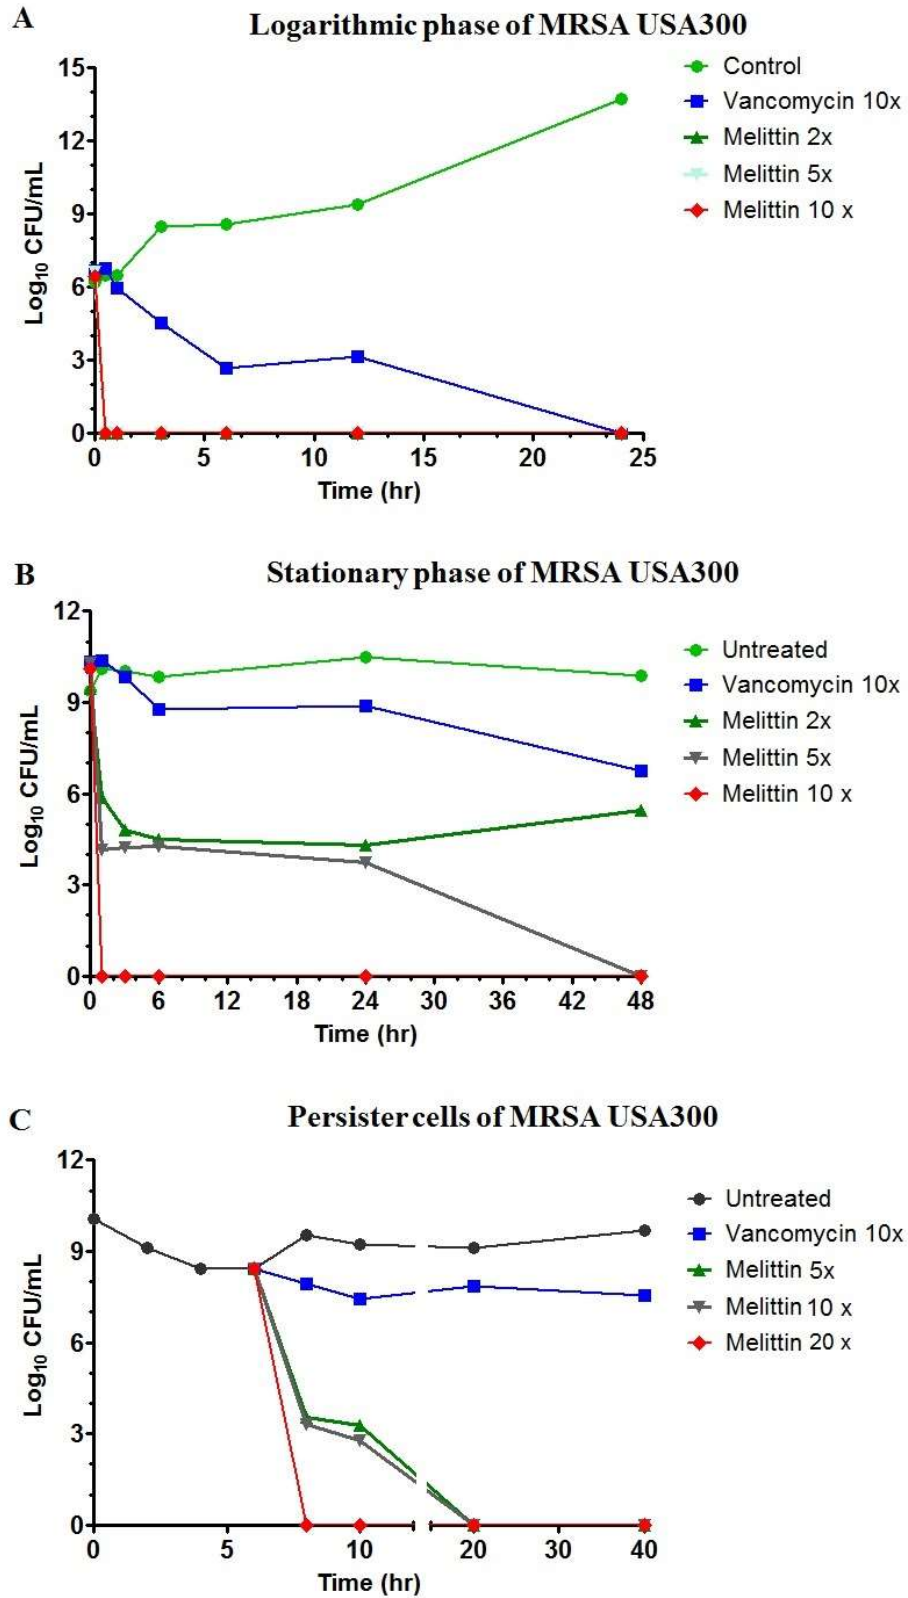 A
Logarithmic phase of MRSA USA300
15
12
9
6
3
0
Log10 CFU/mL
0 5 10 15 20 25
Time (hr)
Control
Vancomycin 10x
Melittin 2x
Melittin 5x
Melittin 10 x
B
Stationary phase of MRSA USA300
12
9
6
3
0
Log10 CFU/mL
0 6 12 18 24 30 36 42 48
Time (hr)
Untreated
Vancomycin 10x
Melittin 2x
Melittin 5x
Melittin 10 x
C
Persister cells of MRSA USA300
12
9
6
3
0
Log10 CFU/mL
0 5 10 20 30 40
Time (hr)
Untreated
Vancomycin 10x
Melittin 5x
Melittin 10 x
Melittin 20 x